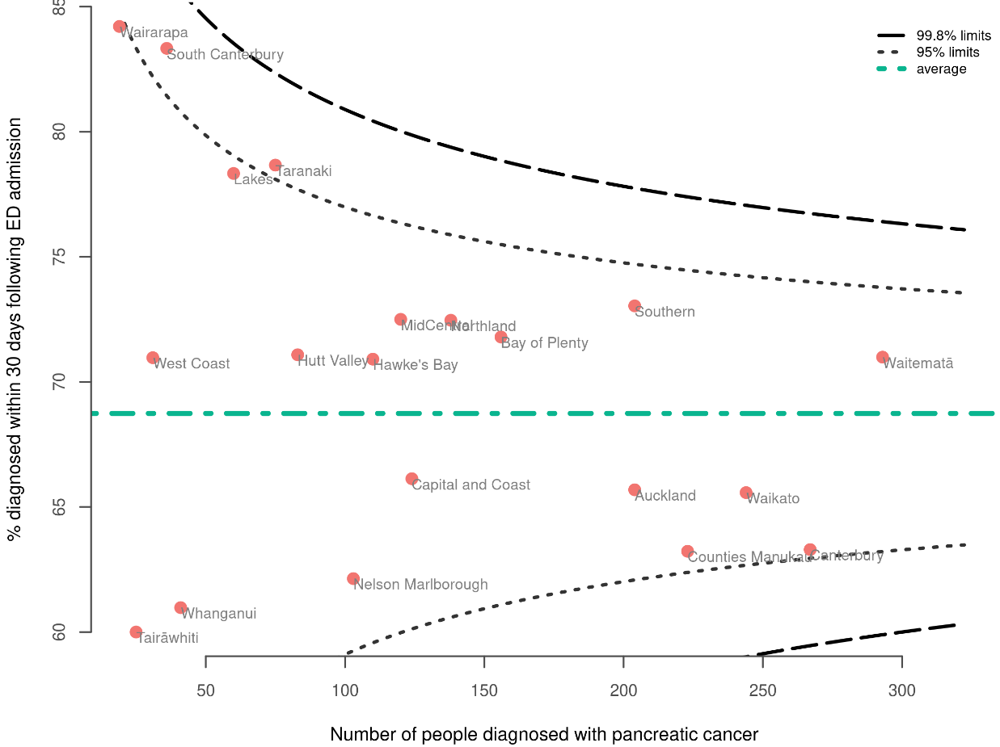 85
80
75
70
65
60
% diagnosed within 30 days following ED admission
99.8% limits
95% limits
average
Wairarapa
South Canterbury
Taranaki
Lakes
Southern
MidCentral
Northland
Bay of Plenty
West Coast
Hutt Valley
Hawke's Bay
Waitematā
Capital and Coast
Auckland
Waikato
Counties Manukau
Canterbury
Nelson Marlborough
Whanganui
Tairāwhiti
50 100 150 200 250 300
Number of people diagnosed with pancreatic cancer